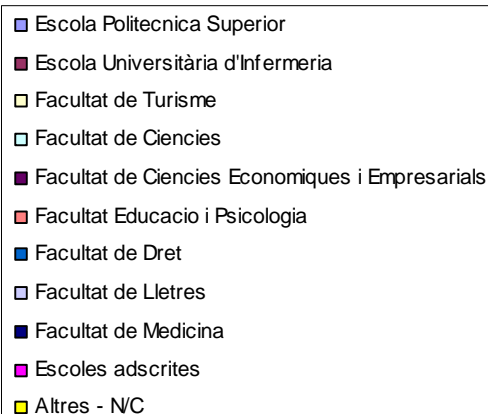 Escola Politecnica Superior
Escola Universitària d'Infermeria
Facultat de Turisme
Facultat de Ciencies
Facultat de Ciencies Economiques i Empresarials
Facultat Educacio i Psicologia
Facultat de Dret
Facultat de Lletres
Facultat de Medicina
Escoles adscrites
Altres - N/C